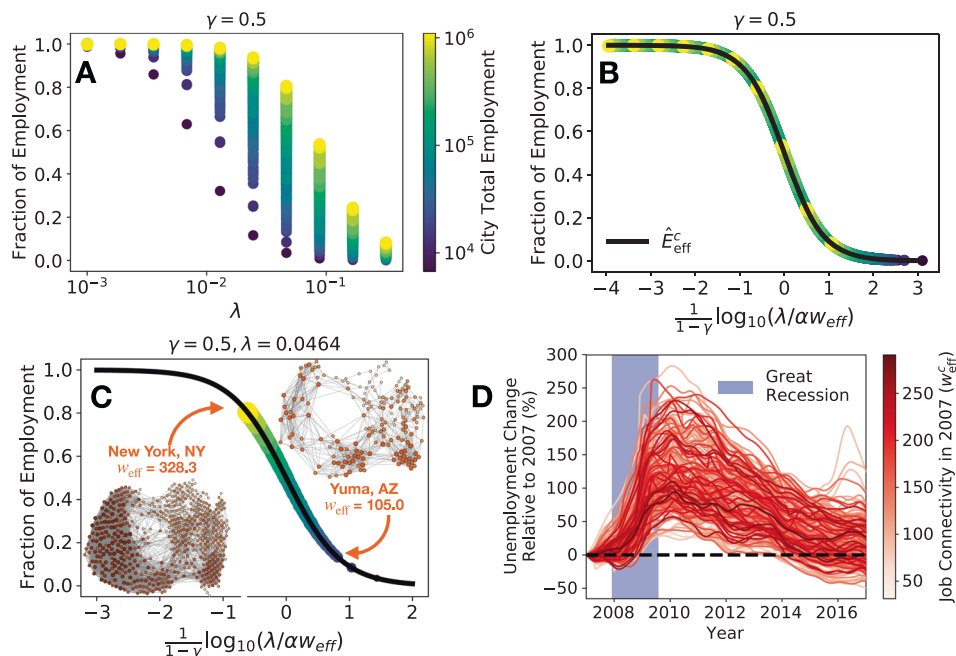 γ = 0.5
A
Fraction of Employment
1.0
0.8
0.6
0.4
0.2
0.0
10⁻³
10⁻²
10⁻¹
λ
10⁶
10⁵
10⁴
City Total Employment
γ = 0.5
B
Fraction of Employment
1.0
0.8
0.6
0.4
0.2
0.0
Ê^c_eff
−4 −3 −2 −1 0 1 2 3
1/(1−γ) log₁₀(λ/αw_eff)
γ = 0.5, λ = 0.0464
C
Fraction of Employment
1.0
0.8
0.6
0.4
0.2
0.0
New York, NY
w_eff = 328.3
Yuma, AZ
w_eff = 105.0
−3 −2 −1 0 1 2
1/(1−γ) log₁₀(λ/αw_eff)
D
Unemployment Change
Relative to 2007 (%)
300
250
200
150
100
50
0
−50
Great
Recession
2008 2010 2012 2014 2016
Year
250
200
150
100
50
Job Connectivity in 2007 (w^c_eff)